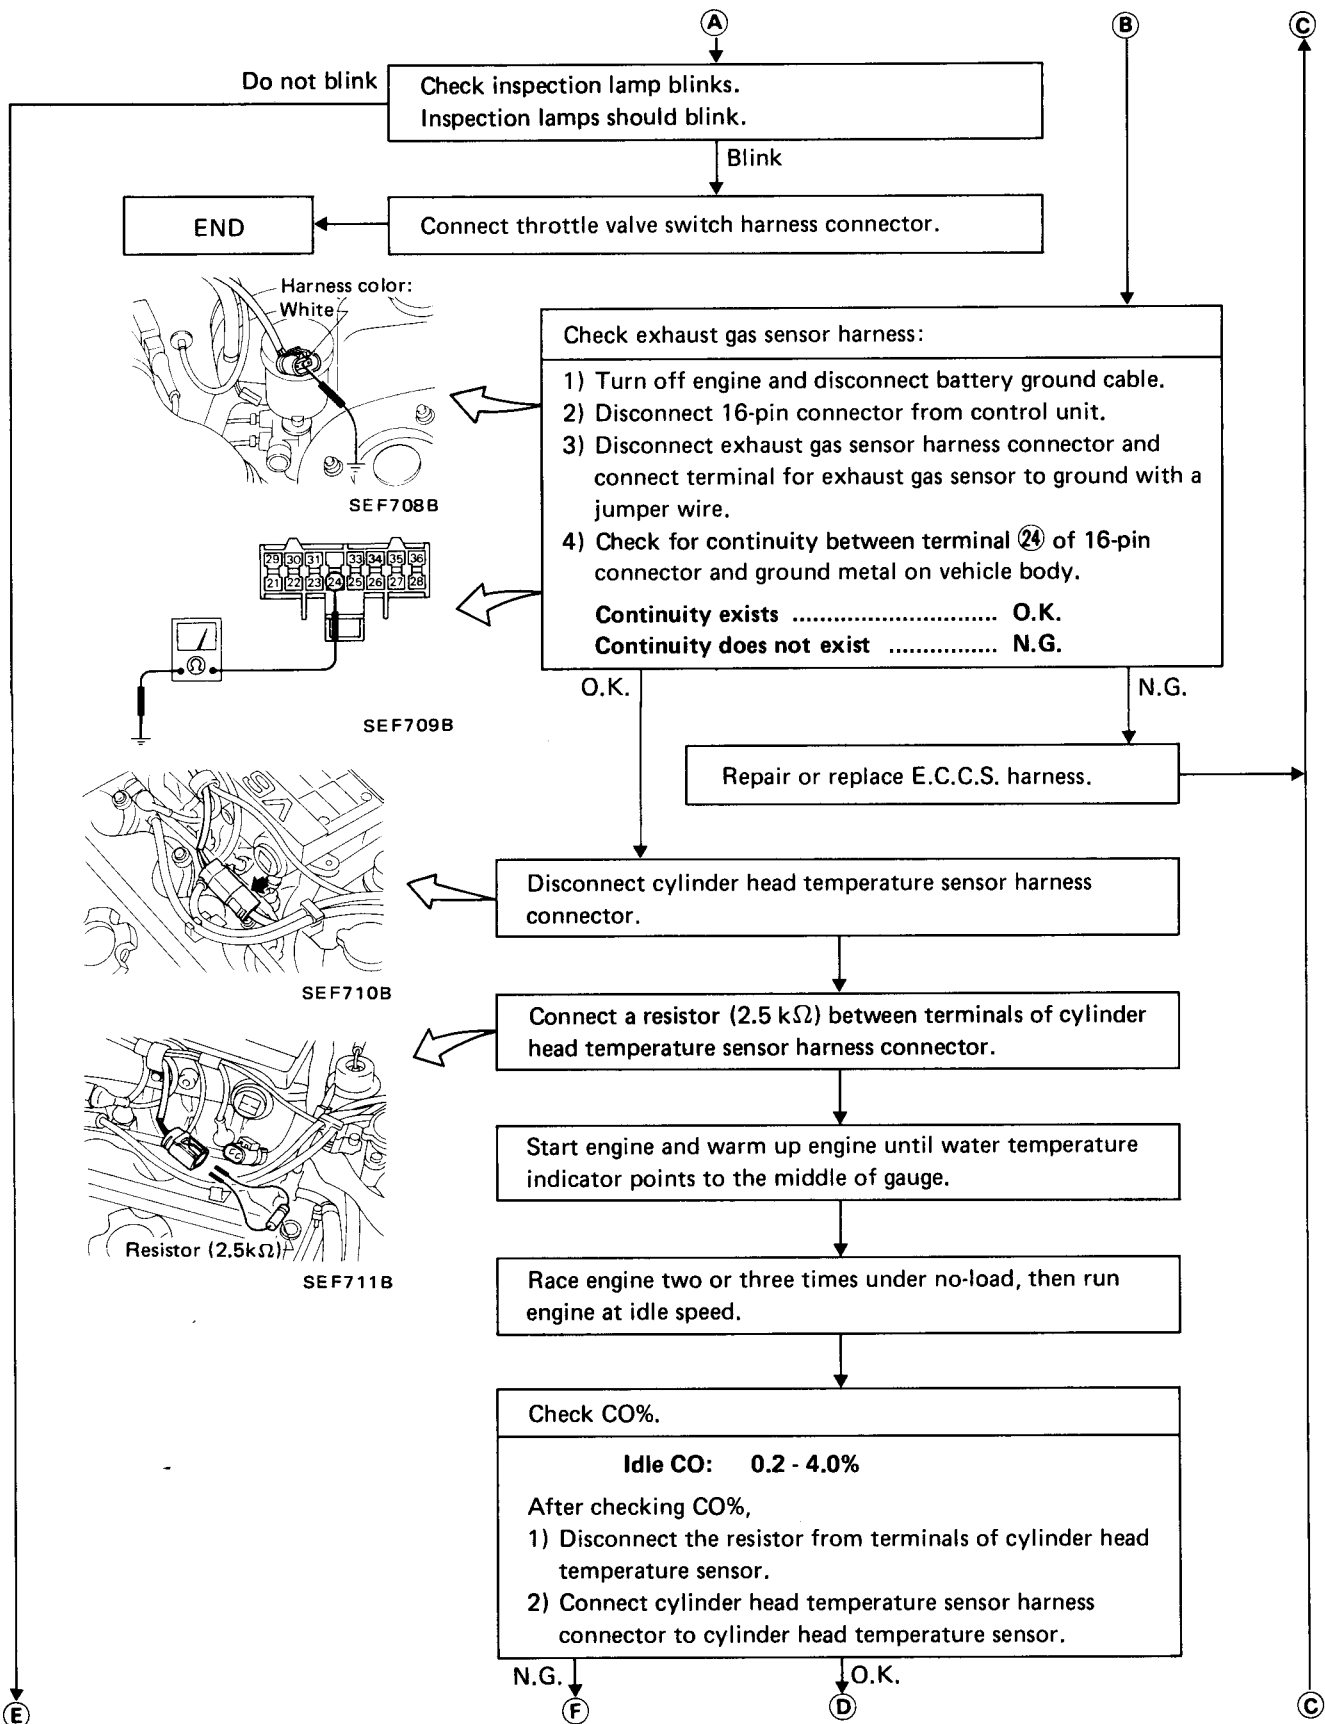 A
B
C
Do not blink
Check inspection lamp blinks.
Inspection lamps should blink.
Blink
END
Connect throttle valve switch harness connector.
Harness color:
White
SEF708B
Check exhaust gas sensor harness:
1) Turn off engine and disconnect battery ground cable.
2) Disconnect 16-pin connector from control unit.
3) Disconnect exhaust gas sensor harness connector and
connect terminal for exhaust gas sensor to ground with a
jumper wire.
4) Check for continuity between terminal 24 of 16-pin
connector and ground metal on vehicle body.
Continuity exists .............................. O.K.
Continuity does not exist ................ N.G.
29 30 31 33 34 35 36
21 22 23 24 25 26 27 28
Ω
SEF709B
O.K.
N.G.
Repair or replace E.C.C.S. harness.
SEF710B
Disconnect cylinder head temperature sensor harness
connector.
Connect a resistor (2.5 kΩ) between terminals of cylinder
head temperature sensor harness connector.
Resistor (2.5kΩ)
SEF711B
Start engine and warm up engine until water temperature
indicator points to the middle of gauge.
Race engine two or three times under no-load, then run
engine at idle speed.
Check CO%.
Idle CO: 0.2 - 4.0%
After checking CO%,
1) Disconnect the resistor from terminals of cylinder head
temperature sensor.
2) Connect cylinder head temperature sensor harness
connector to cylinder head temperature sensor.
N.G.
O.K.
E
F
D
C